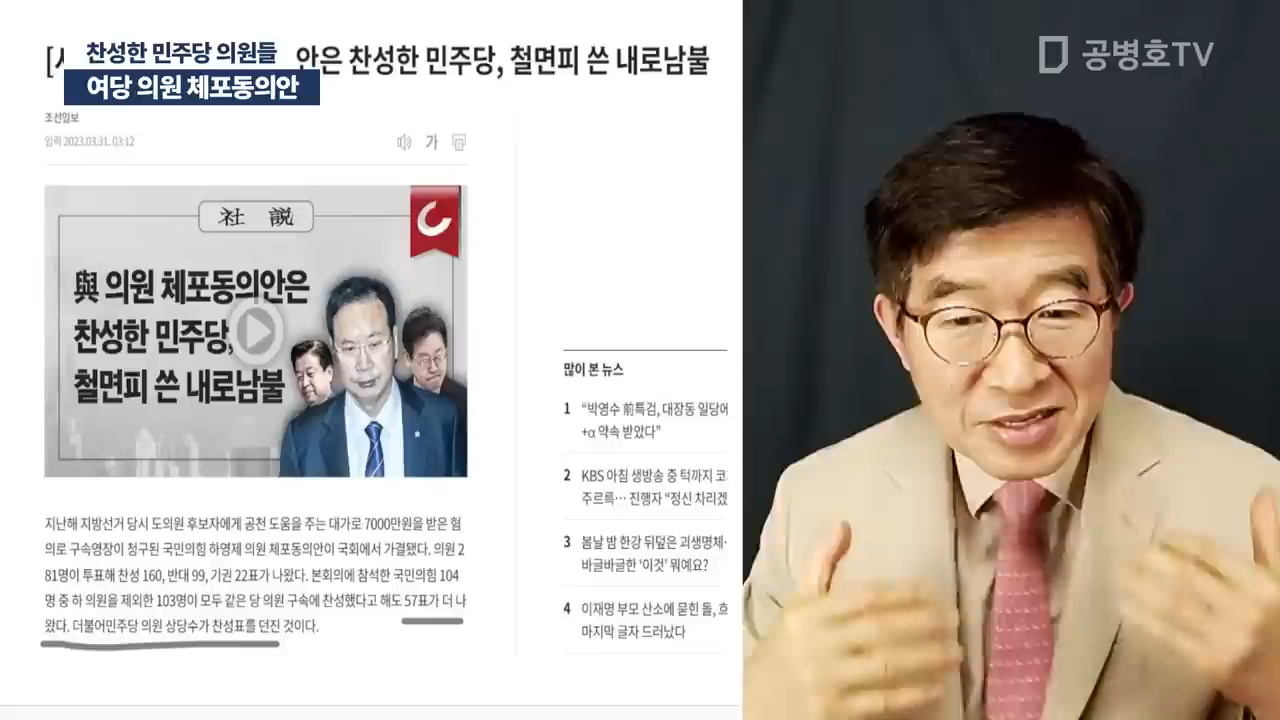 찬성한 민주당 의원들
여당 의원 체포동의안
안은 찬성한 민주당, 철면피 쓴 내로남불
공병호TV
조선일보
입력 2023.03.31. 03:12
가
社 説
與 의원 체포동의안은
찬성한 민주당,
철면피 쓴 내로남불
지난해 지방선거 당시 도의원 후보자에게 공천 도움을 주는 대가로 7000만원을 받은 혐
의로 구속영장이 청구된 국민의힘 하영제 의원 체포동의안이 국회에서 가결됐다. 의원 2
81명이 투표해 찬성 160, 반대 99, 기권 22표가 나왔다. 본회의에 참석한 국민의힘 104
명 중 하 의원을 제외한 103명이 모두 같은 당 의원 구속에 찬성했다고 해도 57표가 더 나
왔다. 더불어민주당 의원 상당수가 찬성표를 던진 것이다.
많이 본 뉴스
1 “박영수 前특검, 대장동 일당에
+α 약속 받았다”
2 KBS 아침 생방송 중 턱까지 코
주르륵… 진행자 “정신 차리겠
3 봄날 밤 한강 뒤덮은 괴생명체·
바글바글한 ‘이것’ 뭐예요?
4 이재명 부모 산소에 묻힌 돌, 흐
마지막 글자 드러났다